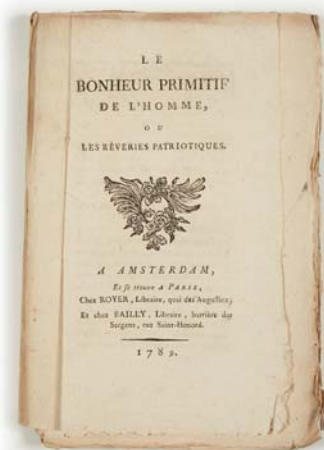 LE
BONHEUR PRIMITIF
DE L'HOMME,
OU
LES RÊVERIES PATRIOTIQUES.
A AMSTERDAM,
Et se trouve A PARIS,
Chez ROYER, Libraire, quai des Augustins;
Et chez BAILLY, Libraire, barrière des
Sergens, rue Saint-Honoré.
1789.